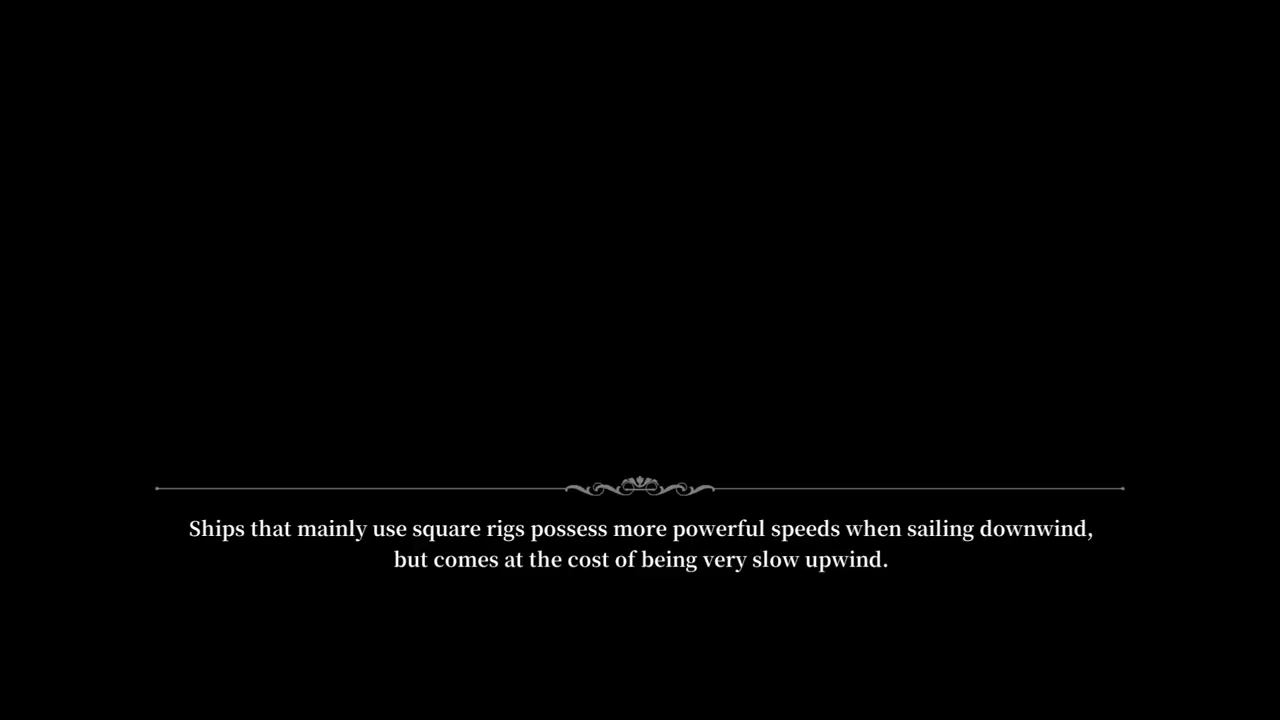 Ships that mainly use square rigs possess more powerful speeds when sailing downwind,
but comes at the cost of being very slow upwind.